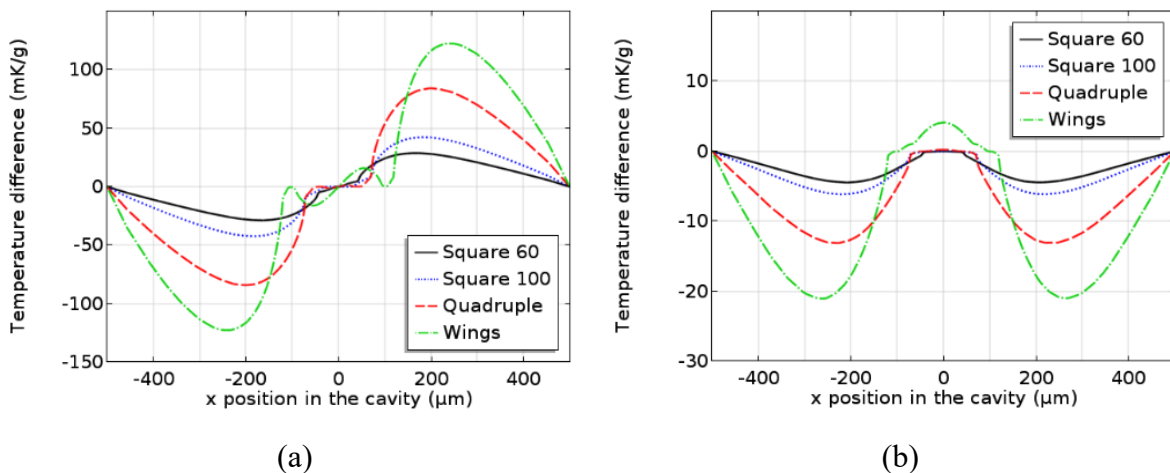 Temperature difference (mK/g)
100
50
0
-50
-100
-150
-400
-200
0
200
400
x position in the cavity (µm)
Square 60
Square 100
Quadruple
Wings
(a)
Temperature difference (mK/g)
10
0
-10
-20
-30
-400
-200
0
200
400
x position in the cavity (µm)
Square 60
Square 100
Quadruple
Wings
(b)